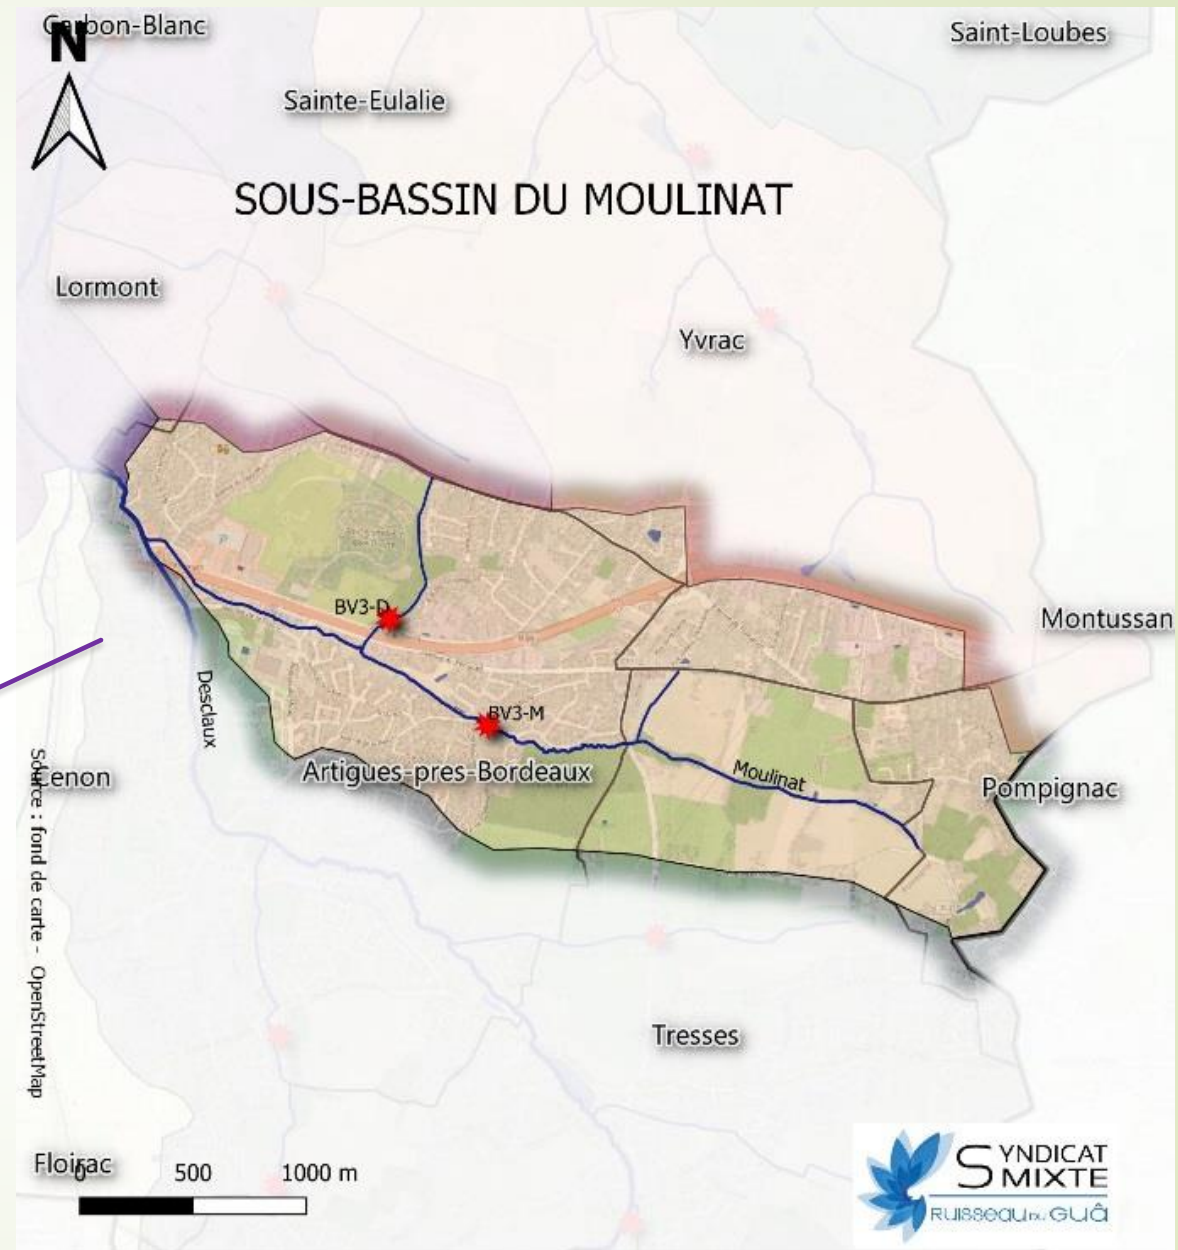 Carbon-Blanc
N
Saint-Loubes
Sainte-Eulalie
SOUS-BASSIN DU MOULINAT
Lormont
Yvrac
BV3-D
Montussan
Desclaux
BV3-M
Artigues-pres-Bordeaux
Moulinat
Pompignac
Cenon
Source : fond de carte - OpenStreetMap
Tresses
Floirac
0 500 1000 m
SYNDICAT
MIXTE
RUISSEAU DU GUÂ